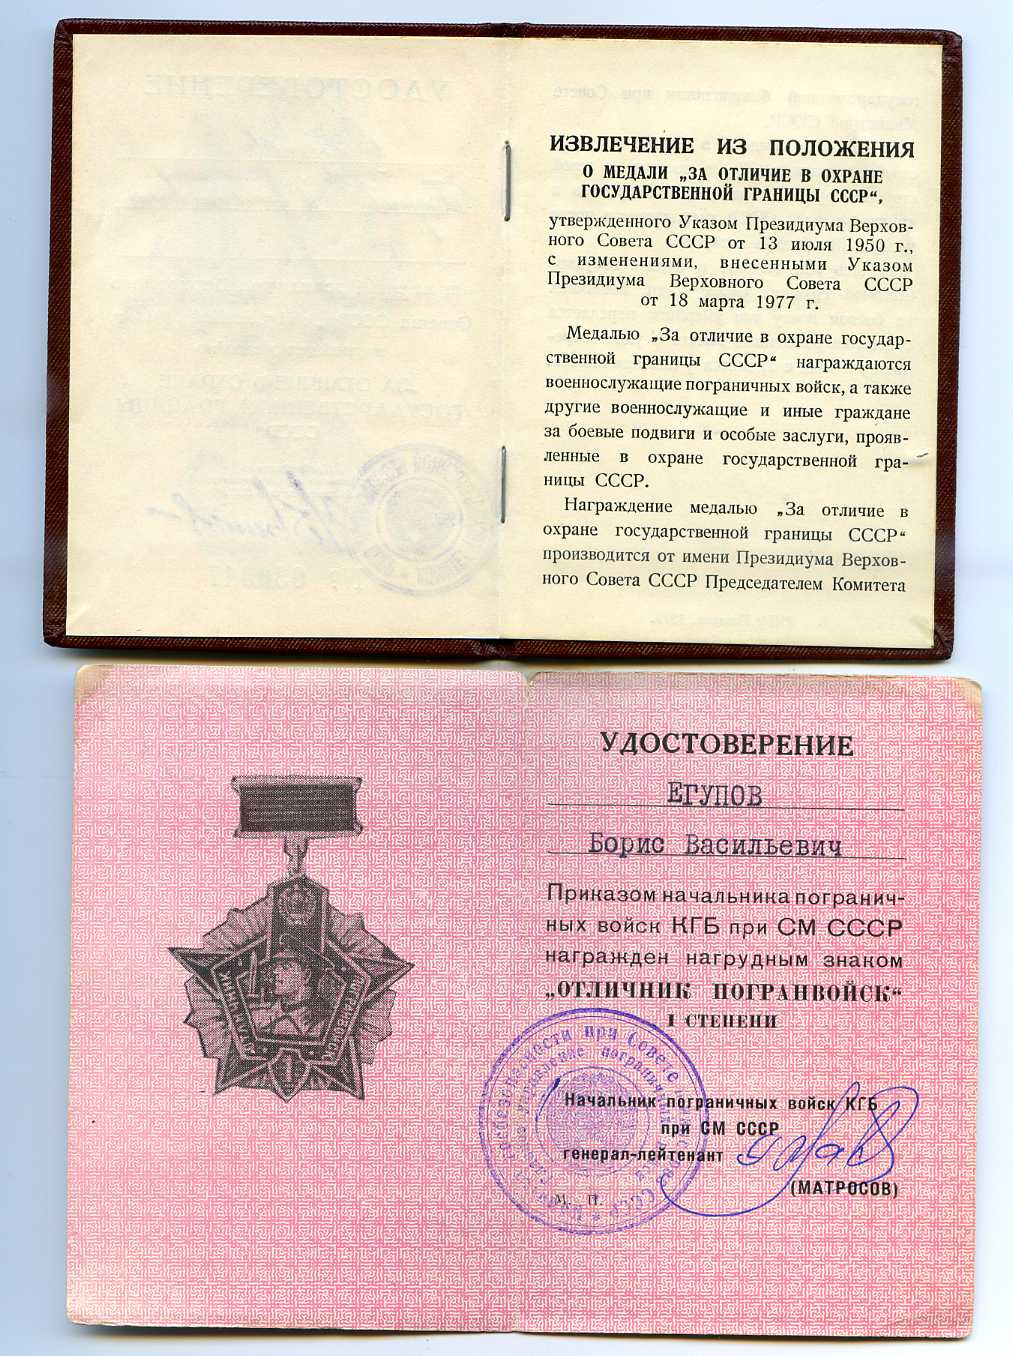 ИЗВЛЕЧЕНИЕ ИЗ ПОЛОЖЕНИЯ
О МЕДАЛИ „ЗА ОТЛИЧИЕ В ОХРАНЕ
ГОСУДАРСТВЕННОЙ ГРАНИЦЫ СССР“,
утвержденного Указом Президиума Верхов-
ного Совета СССР от 13 июля 1950 г.,
с изменениями, внесенными Указом
Президиума Верховного Совета СССР
от 18 марта 1977 г.
Медалью „За отличие в охране государ-
ственной границы СССР“ награждаются
военнослужащие пограничных войск, а также
другие военнослужащие и иные граждане
за боевые подвиги и особые заслуги, прояв-
ленные в охране государственной гра-
ницы СССР.
Награждение медалью „За отличие в
охране государственной границы СССР“
производится от имени Президиума Верхов-
ного Совета СССР Председателем Комитета
УДОСТОВЕРЕНИЕ
ЕГУПОВ
Борис Васильевич
Приказом начальника погранич-
ных войск КГБ при СМ СССР
награжден нагрудным знаком
„ОТЛИЧНИК ПОГРАНВОЙСК“
I СТЕПЕНИ
Начальник пограничных войск КГБ
при СМ СССР
генерал-лейтенант
(МАТРОСОВ)
М. П.
1